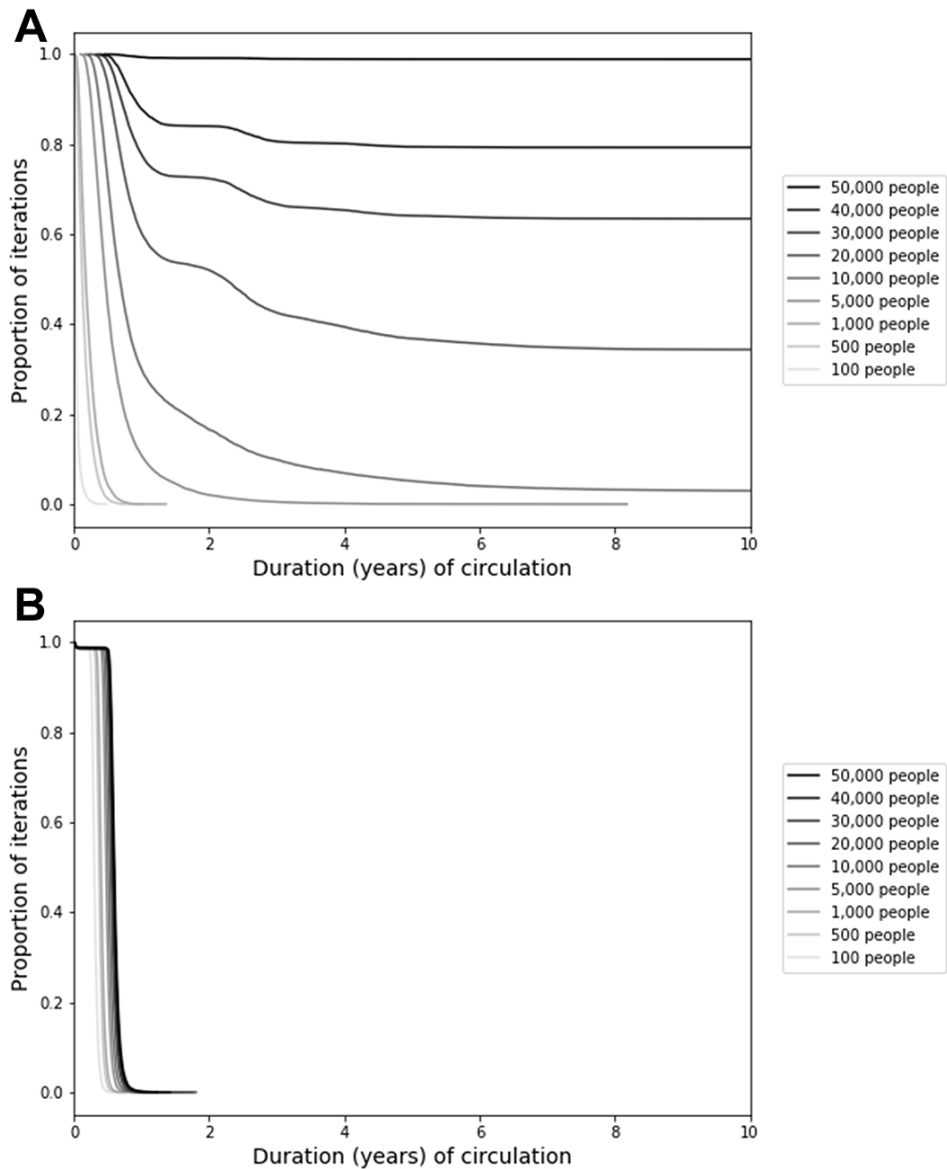 A
1.0
0.8
0.6
0.4
0.2
0.0
Proportion of iterations
0 2 4 6 8 10
Duration (years) of circulation
50,000 people
40,000 people
30,000 people
20,000 people
10,000 people
5,000 people
1,000 people
500 people
100 people
B
1.0
0.8
0.6
0.4
0.2
0.0
Proportion of iterations
0 2 4 6 8 10
Duration (years) of circulation
50,000 people
40,000 people
30,000 people
20,000 people
10,000 people
5,000 people
1,000 people
500 people
100 people